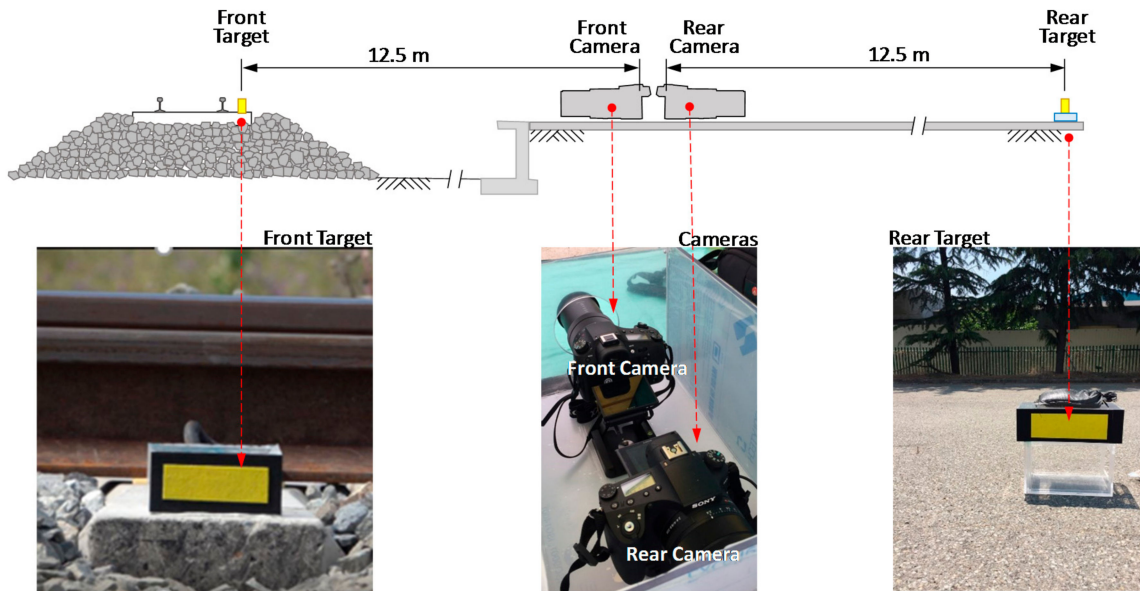 Front
Target
Front
Camera
Rear
Camera
Rear
Target
12.5 m
12.5 m
Front Target
Cameras
Rear Target
Front Camera
SONY
Rear Camera